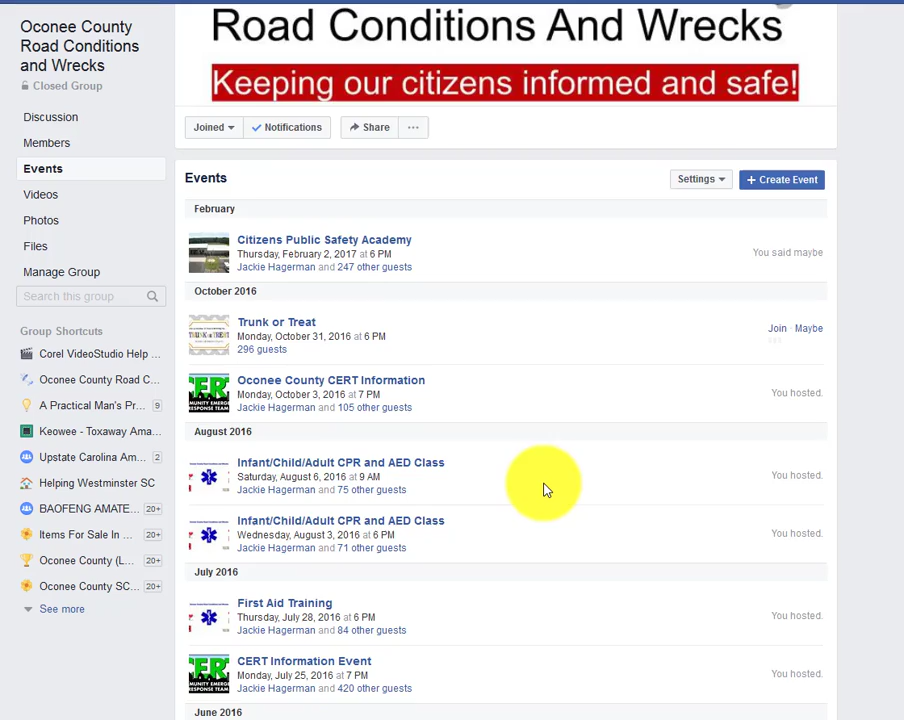 Oconee County
Road Conditions
and Wrecks
Closed Group
Discussion
Members
Events
Videos
Photos
Files
Manage Group
Search this group
Group Shortcuts
Corel VideoStudio Help ...
Oconee County Road C...
A Practical Man's Pr... 9
Keowee - Toxaway Ama...
Upstate Carolina Am... 2
Helping Westminster SC
BAOFENG AMATE... 20+
Items For Sale In ... 20+
Oconee County (L... 20+
Oconee County SC... 20+
See more
Road Conditions And Wrecks
Keeping our citizens informed and safe!
Joined Notifications Share ...
Events Settings + Create Event
February
Citizens Public Safety Academy
Thursday, February 2, 2017 at 6 PM
Jackie Hagerman and 247 other guests
You said maybe
October 2016
Trunk or Treat
Monday, October 31, 2016 at 6 PM
296 guests
Join · Maybe
Oconee County CERT Information
Monday, October 3, 2016 at 7 PM
Jackie Hagerman and 105 other guests
You hosted.
August 2016
Infant/Child/Adult CPR and AED Class
Saturday, August 6, 2016 at 9 AM
Jackie Hagerman and 75 other guests
You hosted.
Infant/Child/Adult CPR and AED Class
Wednesday, August 3, 2016 at 6 PM
Jackie Hagerman and 71 other guests
You hosted.
July 2016
First Aid Training
Thursday, July 28, 2016 at 6 PM
Jackie Hagerman and 84 other guests
You hosted.
CERT Information Event
Monday, July 25, 2016 at 7 PM
Jackie Hagerman and 420 other guests
You hosted.
June 2016